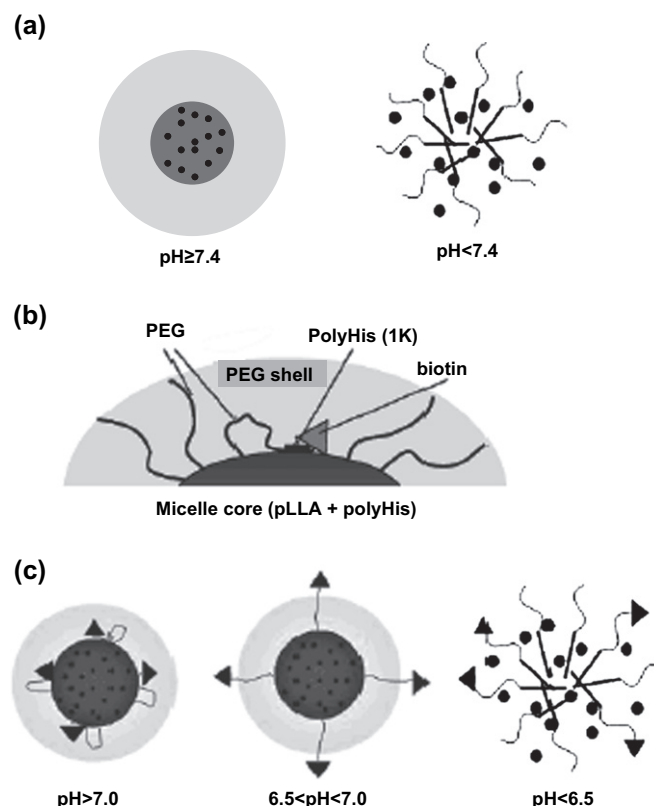 (a)
pH≥7.4
pH<7.4
(b)
PEG
PolyHis (1K)
PEG shell
biotin
Micelle core (pLLA + polyHis)
(c)
pH>7.0
6.5<pH<7.0
pH<6.5